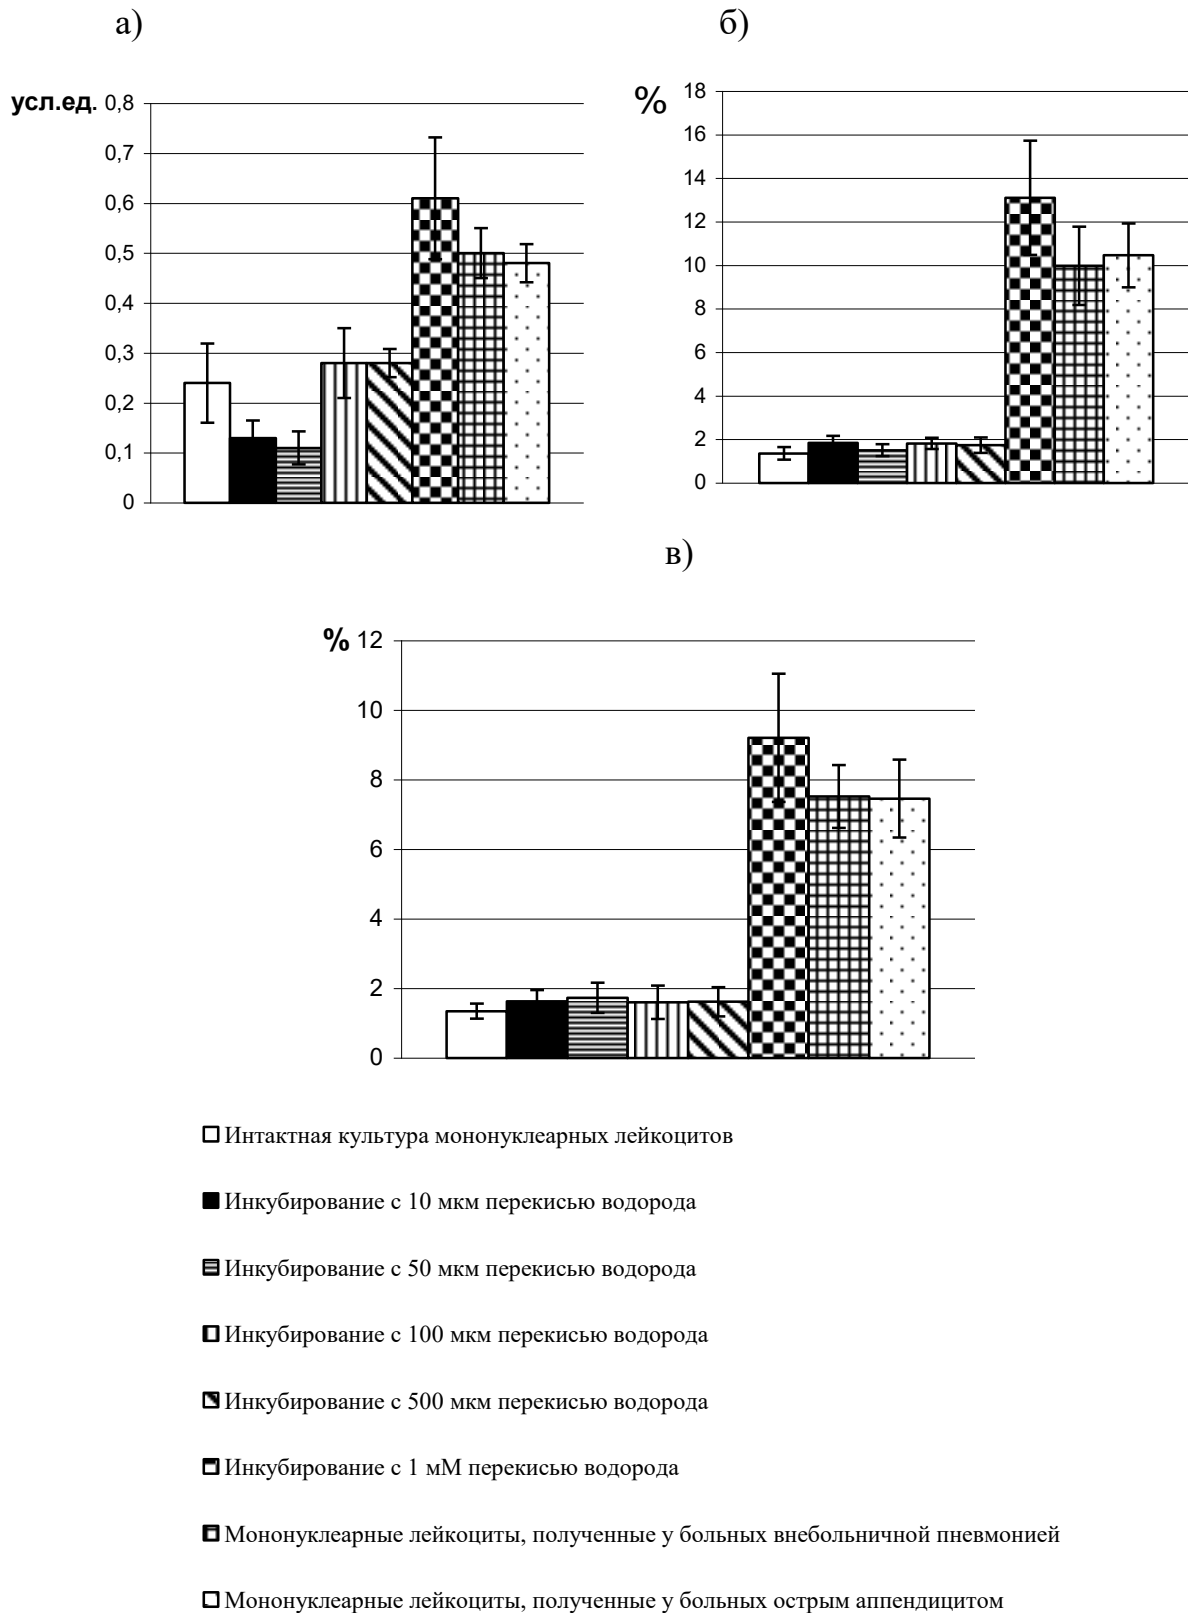 а)
б)
усл.ед.
0,8
0,7
0,6
0,5
0,4
0,3
0,2
0,1
0
%
18
16
14
12
10
8
6
4
2
0
в)
% 12
10
8
6
4
2
0
Интактная культура мононуклеарных лейкоцитов
Инкубирование с 10 мкм перекисью водорода
Инкубирование с 50 мкм перекисью водорода
Инкубирование с 100 мкм перекисью водорода
Инкубирование с 500 мкм перекисью водорода
Инкубирование с 1 мМ перекисью водорода
Мононуклеарные лейкоциты, полученные у больных внебольничной пневмонией
Мононуклеарные лейкоциты, полученные у больных острым аппендицитом